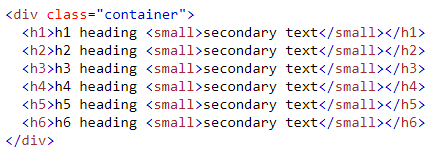 <div class="container">
  <h1>h1 heading <small>secondary text</small></h1>
  <h2>h2 heading <small>secondary text</small></h2>
  <h3>h3 heading <small>secondary text</small></h3>
  <h4>h4 heading <small>secondary text</small></h4>
  <h5>h5 heading <small>secondary text</small></h5>
  <h6>h6 heading <small>secondary text</small></h6>
</div>